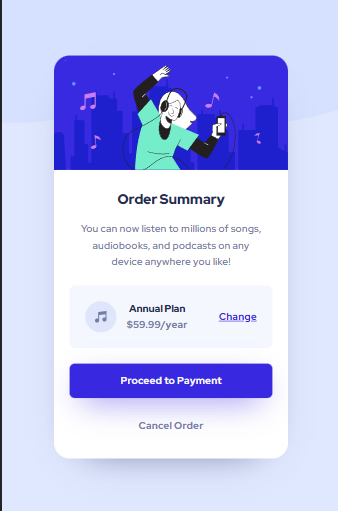 Order Summary
You can now listen to millions of songs,
audiobooks, and podcasts on any
device anywhere you like!
Annual Plan
$59.99/year
Change
Proceed to Payment
Cancel Order